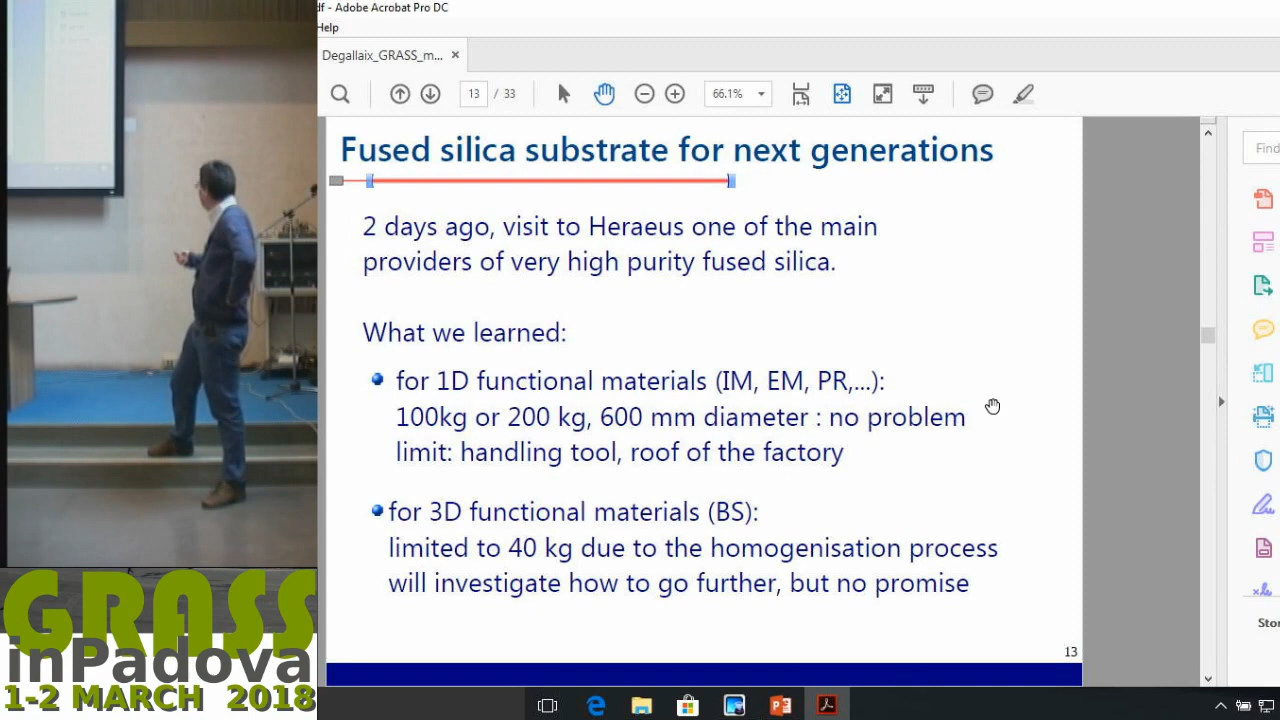 df - Adobe Acrobat Pro DC
Help
Degallaix_GRASS_m... ×
13 / 33
66.1%
Find
Fused silica substrate for next generations
2 days ago, visit to Heraeus one of the main
providers of very high purity fused silica.
What we learned:
for 1D functional materials (IM, EM, PR,...):
100kg or 200 kg, 600 mm diameter : no problem
limit: handling tool, roof of the factory
for 3D functional materials (BS):
limited to 40 kg due to the homogenisation process
will investigate how to go further, but no promise
13
Stor
GRASS
inPadova
1-2 MARCH 2018